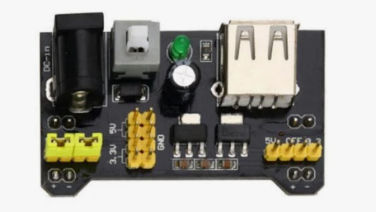 DC-in
5V
3.3V
GND
5V OFF 3.3